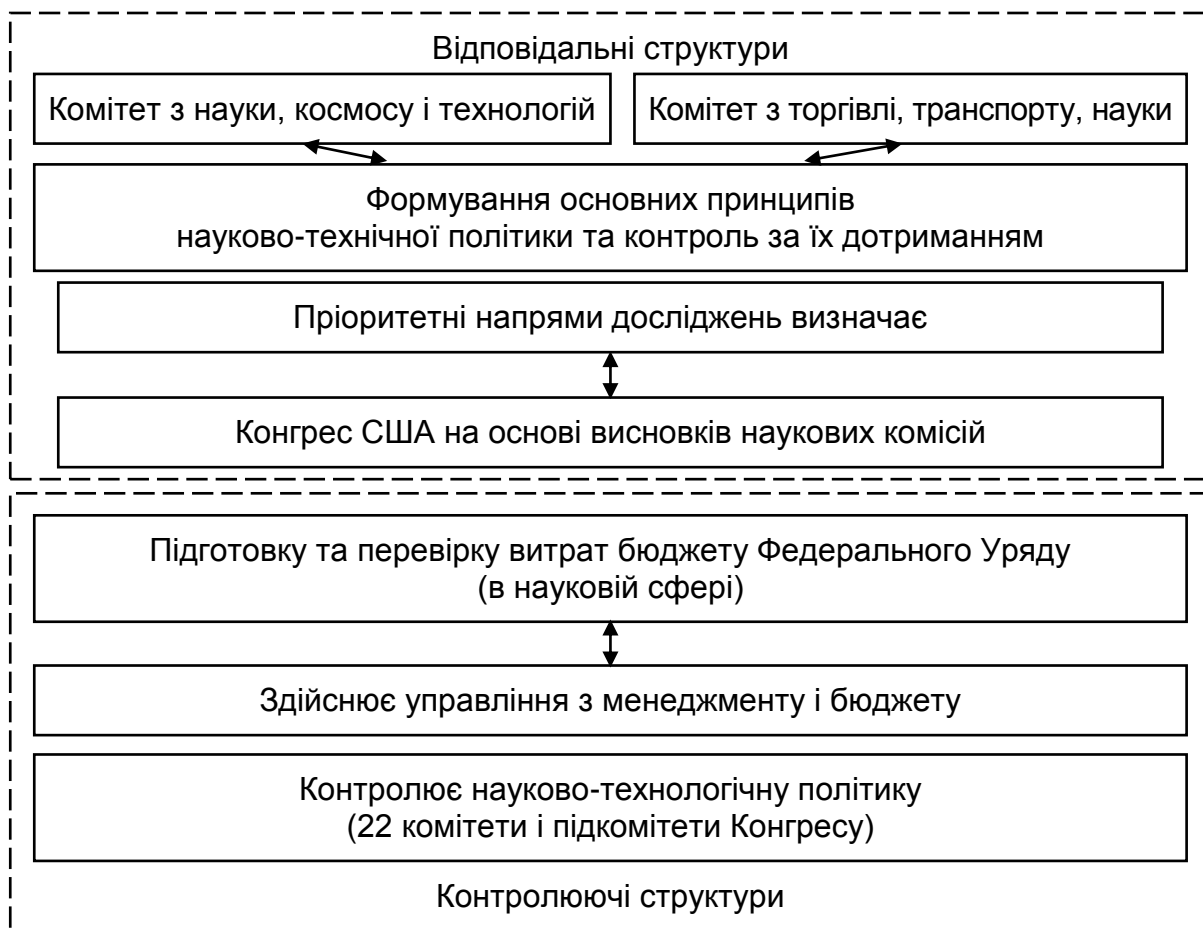 Відповідальні структури
Комітет з науки, космосу і технологій
Комітет з торгівлі, транспорту, науки
Формування основних принципів
науково-технічної політики та контроль за їх дотриманням
Пріоритетні напрями досліджень визначає
Конгрес США на основі висновків наукових комісій
Підготовку та перевірку витрат бюджету Федерального Уряду
(в науковій сфері)
Здійснює управління з менеджменту і бюджету
Контролює науково-технологічну політику
(22 комітети і підкомітети Конгресу)
Контролюючі структури